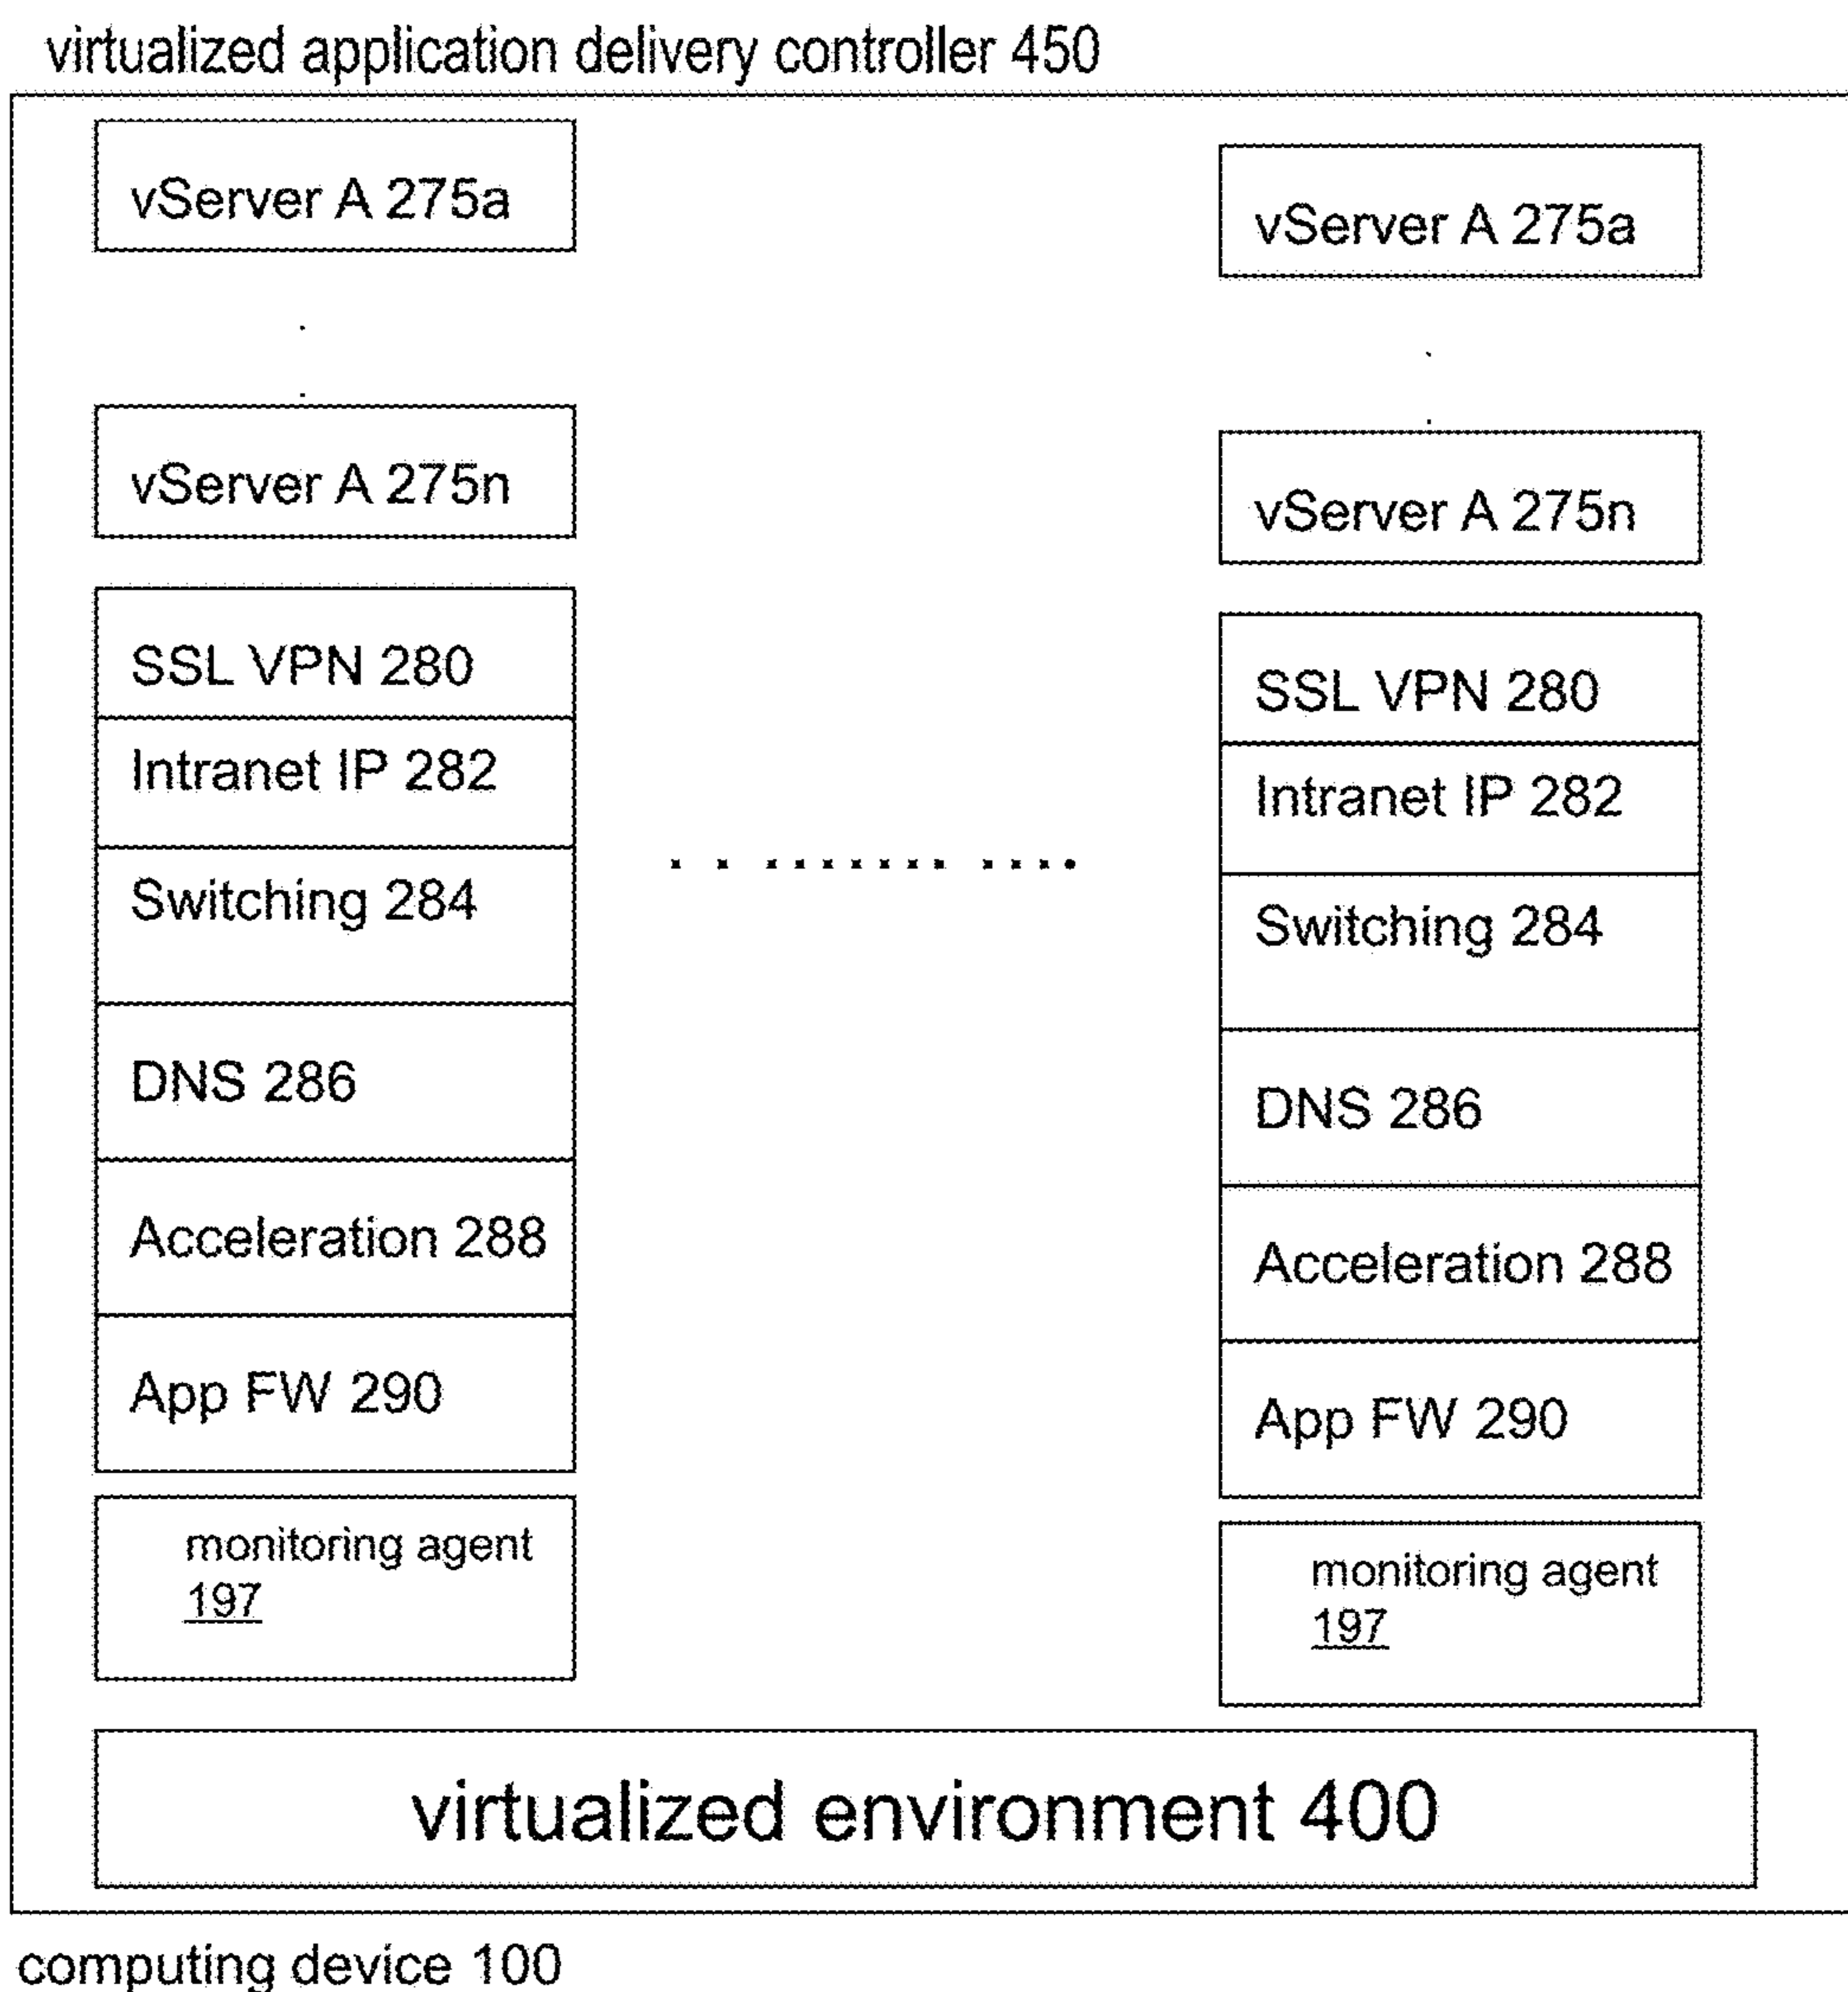 virtualized application delivery controller 450
vServer A 275a
vServer A 275n
SSL VPN 280
Intranet IP 282
Switching 284
DNS 286
Acceleration 288
App FW 290
monitoring agent
197
vServer A 275a
vServer A 275n
SSL VPN 280
Intranet IP 282
Switching 284
DNS 286
Acceleration 288
App FW 290
monitoring agent
197
virtualized environment 400
computing device 100